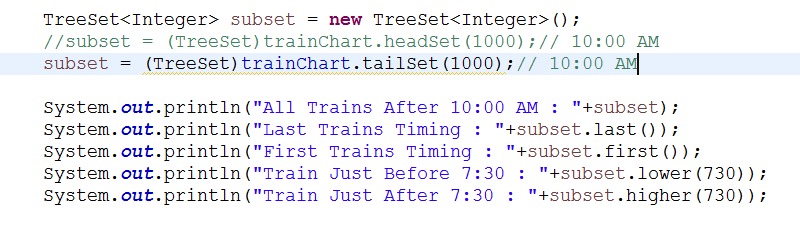 TreeSet<Integer> subset = new TreeSet<Integer>();
//subset = (TreeSet)trainChart.headSet(1000);// 10:00 AM
subset = (TreeSet)trainChart.tailSet(1000);// 10:00 AM
System.out.println("All Trains After 10:00 AM : "+subset);
System.out.println("Last Trains Timing : "+subset.last());
System.out.println("First Trains Timing : "+subset.first());
System.out.println("Train Just Before 7:30 : "+subset.lower(730));
System.out.println("Train Just After 7:30 : "+subset.higher(730));